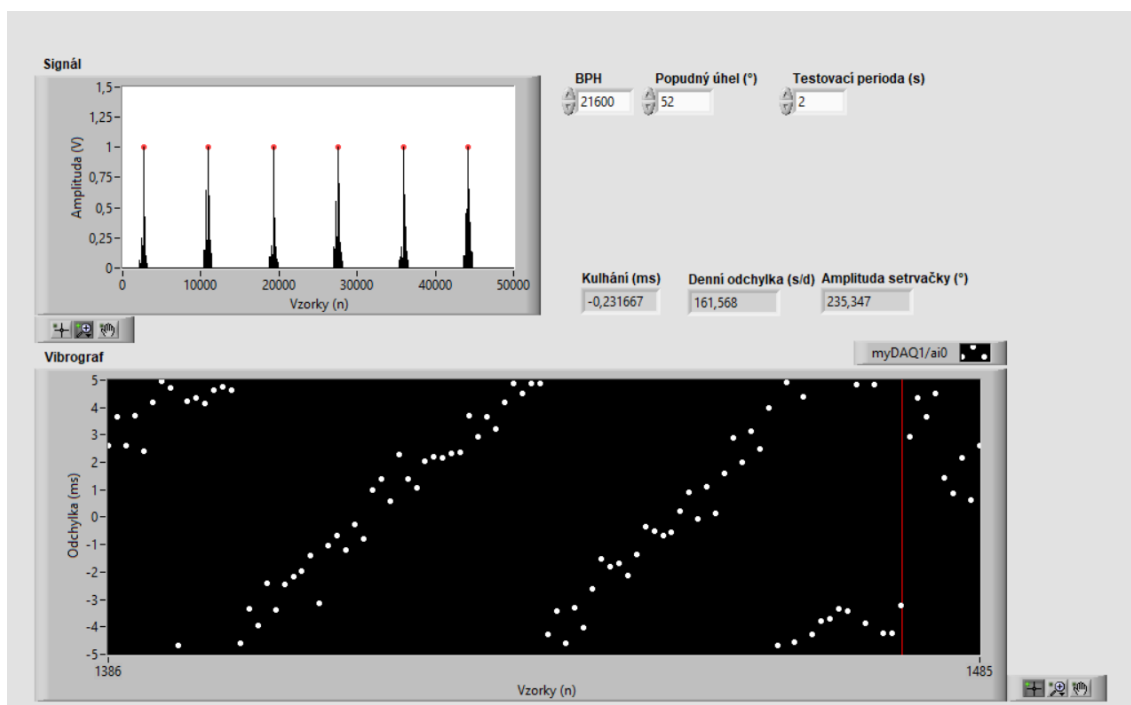 Signál
BPH Popudný úhel (°) Testovací perioda (s)
21600 52 2
1,5
1,25
1
0,75
0,5
0,25
0
Amplituda (V)
0 10000 20000 30000 40000 50000
Vzorky (n)
Kulhání (ms) Denní odchylka (s/d) Amplituda setrvačky (°)
-0,231667 161,568 235,347
Vibrograf
myDAQ1/ai0
5
4
3
2
1
0
-1
-2
-3
-4
-5
Odchylka (ms)
1386 1485
Vzorky (n)